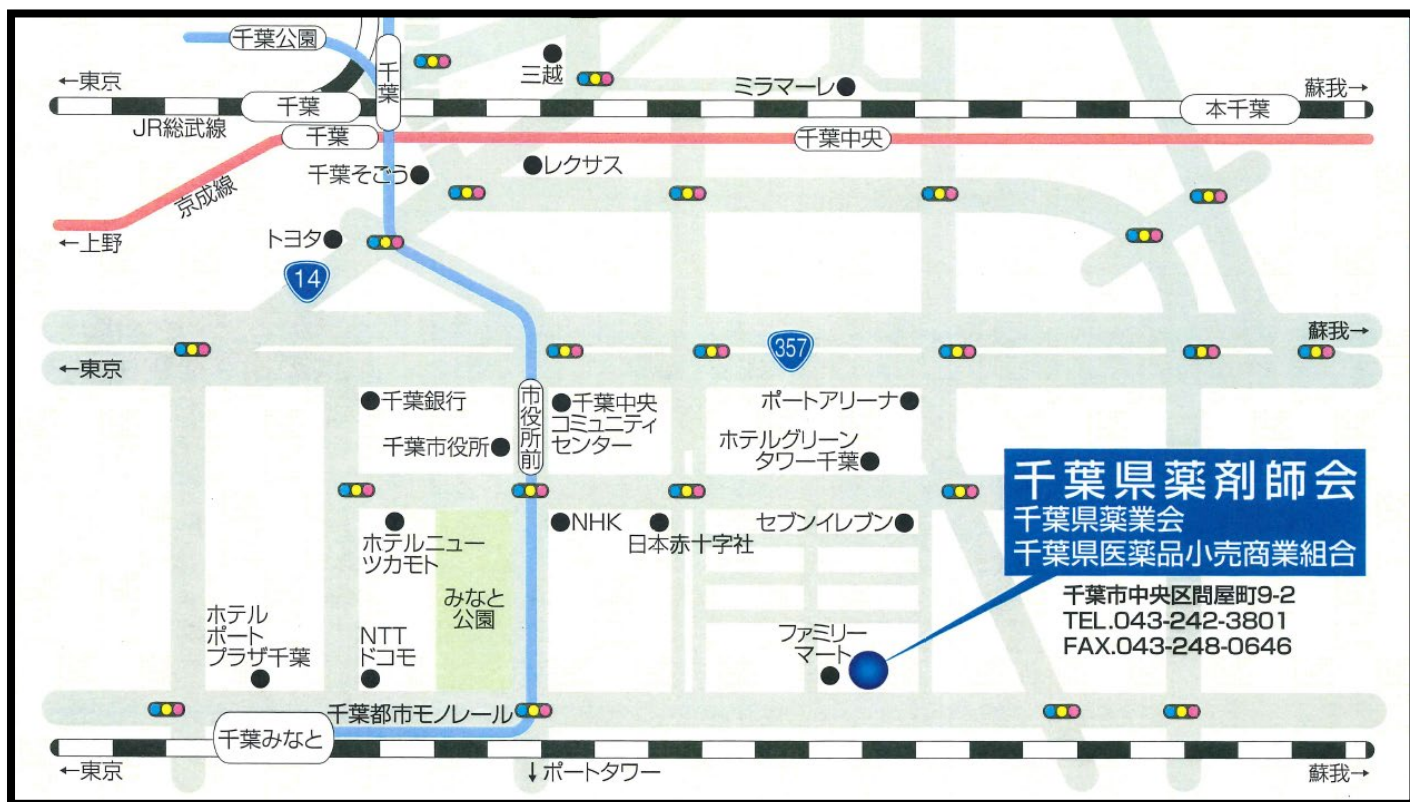 千葉公園
千葉
三越
←東京
千葉
ミラマーレ
本千葉
蘇我→
JR総武線
千葉
千葉中央
京成線
千葉そごう
レクサス
←上野
トヨタ
14
蘇我→
←東京
357
千葉銀行
市役所前
千葉中央
コミュニティ
センター
ポートアリーナ
千葉市役所
ホテルグリーン
タワー千葉
千葉県薬剤師会
千葉県薬業会
千葉県医薬品小売商業組合
ホテルニュー
ツカモト
NHK
日本赤十字社
セブンイレブン
みなと
公園
千葉市中央区問屋町9-2
TEL.043-242-3801
FAX.043-248-0646
ホテル
ポート
プラザ千葉
NTT
ドコモ
ファミリー
マート
千葉都市モノレール
千葉みなと
←東京
↓ポートタワー
蘇我→